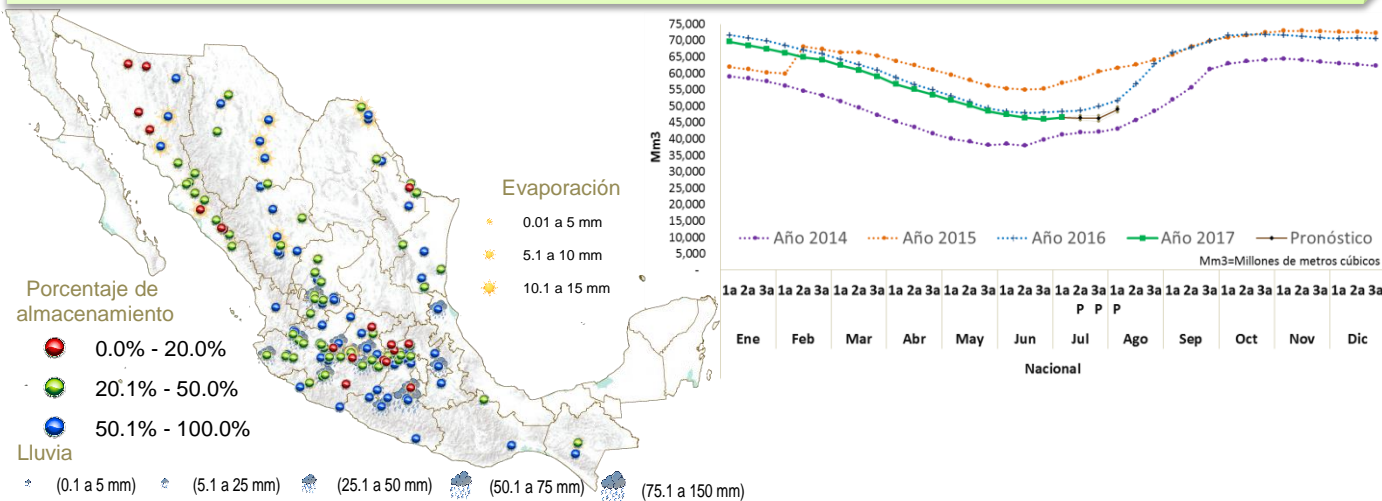 Evaporación
0.01 a 5 mm
5.1 a 10 mm
10.1 a 15 mm
Porcentaje de
almacenamiento
0.0% - 20.0%
20.1% - 50.0%
50.1% - 100.0%
Lluvia
(0.1 a 5 mm)
(5.1 a 25 mm)
(25.1 a 50 mm)
(50.1 a 75 mm)
(75.1 a 150 mm)
Mm3
75,000
70,000
65,000
60,000
55,000
50,000
45,000
40,000
35,000
30,000
25,000
20,000
15,000
10,000
5,000
Año 2014
Año 2015
Año 2016
Año 2017
Pronóstico
Mm3=Millones de metros cúbicos
1a 2a 3a 1a 2a 3a 1a 2a 3a 1a 2a 3a 1a 2a 3a 1a 2a 3a 1a 2a 3a 1a 2a 3a 1a 2a 3a 1a 2a 3a 1a 2a 3a 1a 2a 3a
P P P
Ene Feb Mar Abr May Jun Jul Ago Sep Oct Nov Dic
Nacional